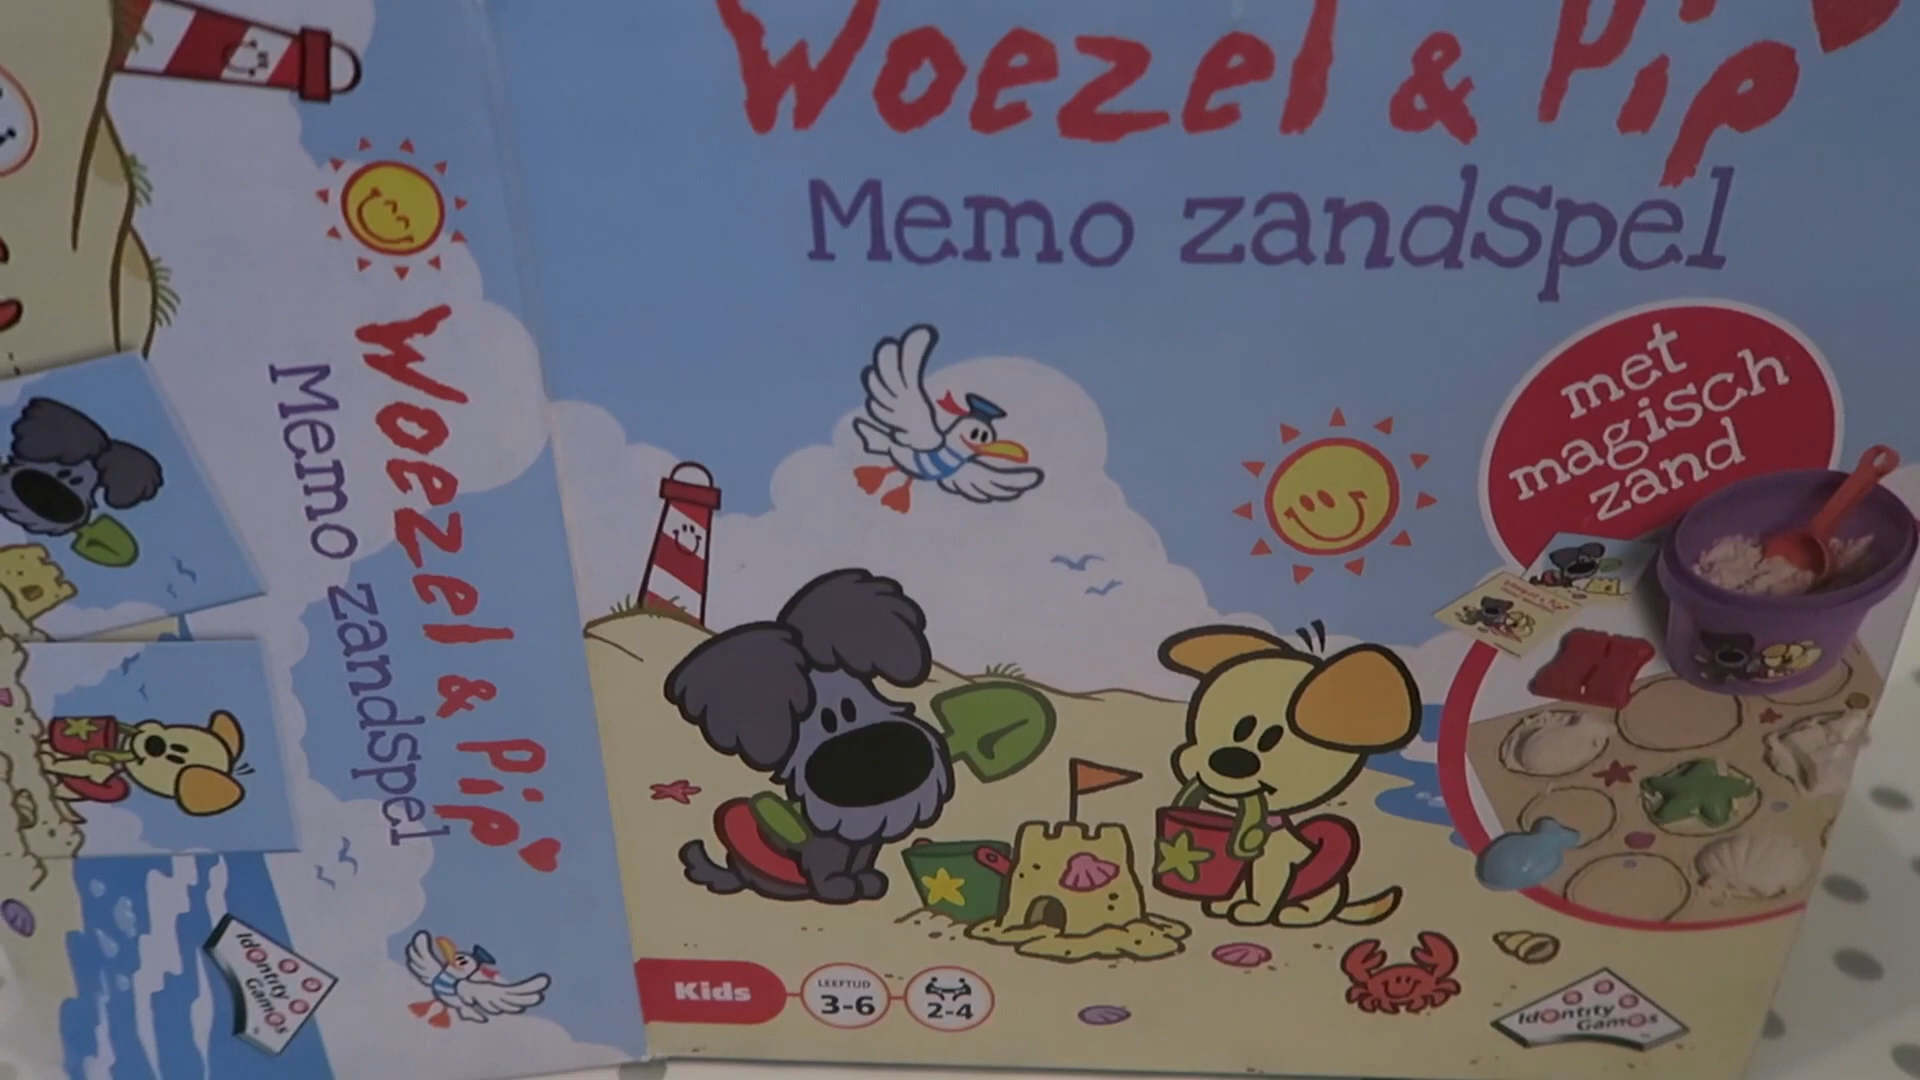 Woezel & Pip
Memo zandspel
met
magisch
zand
Woezel & Pip
Memo zandspel
Identity
Games
Kids
LEEFTIJD
3-6
2-4
Identity
Games